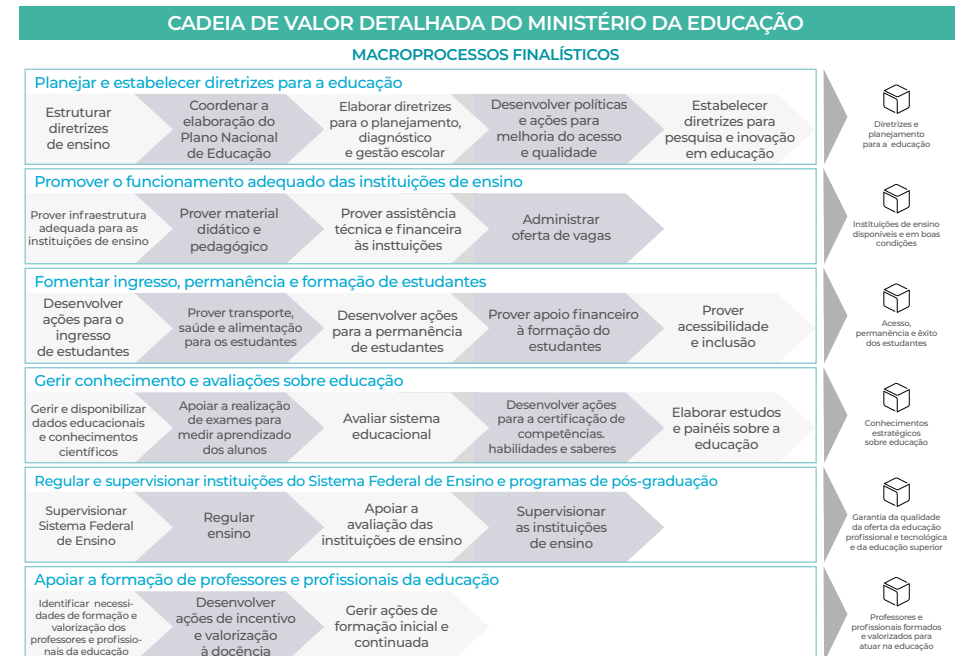 CADEIA DE VALOR DETALHADA DO MINISTÉRIO DA EDUCAÇÃO
MACROPROCESSOS FINALÍSTICOS
Planejar e estabelecer diretrizes para a educação
Estruturar
diretrizes
de ensino
Coordenar a
elaboração do
Plano Nacional
de Educação
Elaborar diretrizes
para o planejamento,
diagnóstico
e gestão escolar
Desenvolver políticas
e ações para
melhoria do acesso
e qualidade
Estabelecer
diretrizes para
pesquisa e inovação
em educação
Diretrizes e
planejamento
para a educação
Promover o funcionamento adequado das instituições de ensino
Prover infraestrutura
adequada para as
instituições de ensino
Prover material
didático e
pedagógico
Prover assistência
técnica e financeira
às insttuições
Administrar
oferta de vagas
Instituições de ensino
disponíveis e em boas
condições
Fomentar ingresso, permanência e formação de estudantes
Desenvolver
ações para o
ingresso
de estudantes
Prover transporte,
saúde e alimentação
para os estudantes
Desenvolver ações
para a permanência
de estudantes
Prover apoio financeiro
à formação do
estudantes
Prover
acessibilidade
e inclusão
Acesso,
permanência e êxito
dos estudantes
Gerir conhecimento e avaliações sobre educação
Gerir e disponibilizar
dados educacionais
e conhecimentos
científicos
Apoiar a realização
de exames para
medir aprendizado
dos alunos
Avaliar sistema
educacional
Desenvolver ações
para a certificação de
competências.
habilidades e saberes
Elaborar estudos
e painéis sobre a
educação
Conhecimentos
estratégicos
sobre educação
Regular e supervisionar instituições do Sistema Federal de Ensino e programas de pós-graduação
Supervisionar
Sistema Federal
de Ensino
Regular
ensino
Apoiar a
avaliação das
instituições de ensino
Supervisionar
as instituições
de ensino
Garantia da qualidade
da oferta da educação
profissional e tecnológica
e da educação superior
Apoiar a formação de professores e profissionais da educação
Identificar necessi-
dades de formação e
valorização dos
professores e profissio-
nais da educação
Desenvolver
ações de incentivo
e valorização
à docência
Gerir ações de
formação inicial e
continuada
Professores e
profissionais formados
e valorizados para
atuar na educação